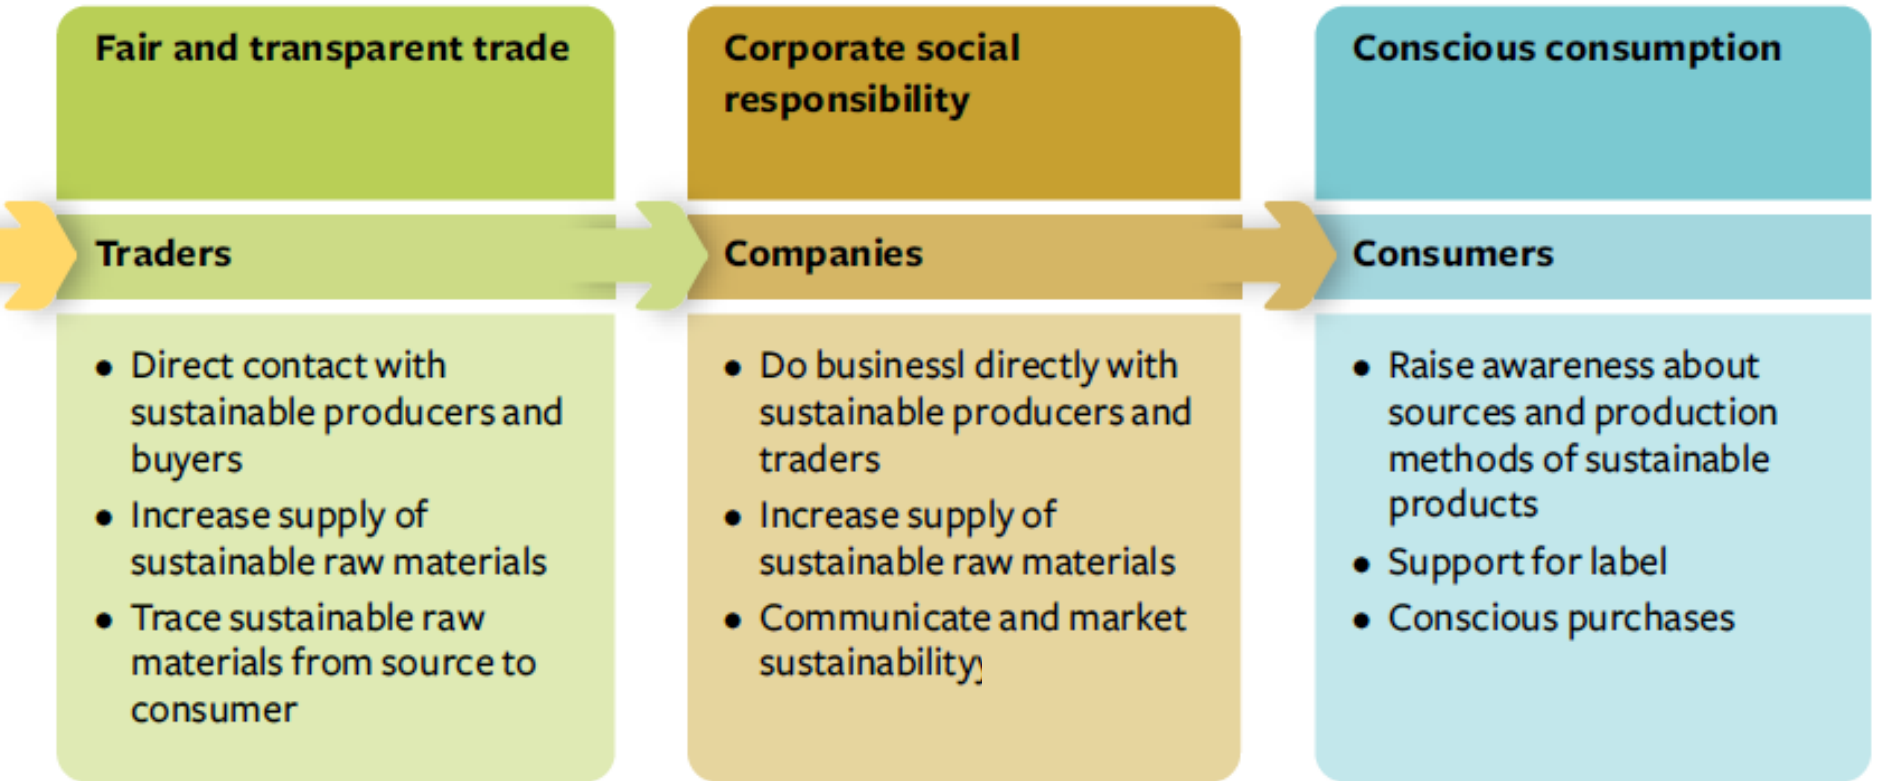 Fair and transparent trade
Traders
• Direct contact with
sustainable producers and
buyers
• Increase supply of
sustainable raw materials
• Trace sustainable raw
materials from source to
consumer
Corporate social
responsibility
Companies
• Do businessl directly with
sustainable producers and
traders
• Increase supply of
sustainable raw materials
• Communicate and market
sustainabilityy
Conscious consumption
Consumers
• Raise awareness about
sources and production
methods of sustainable
products
• Support for label
• Conscious purchases